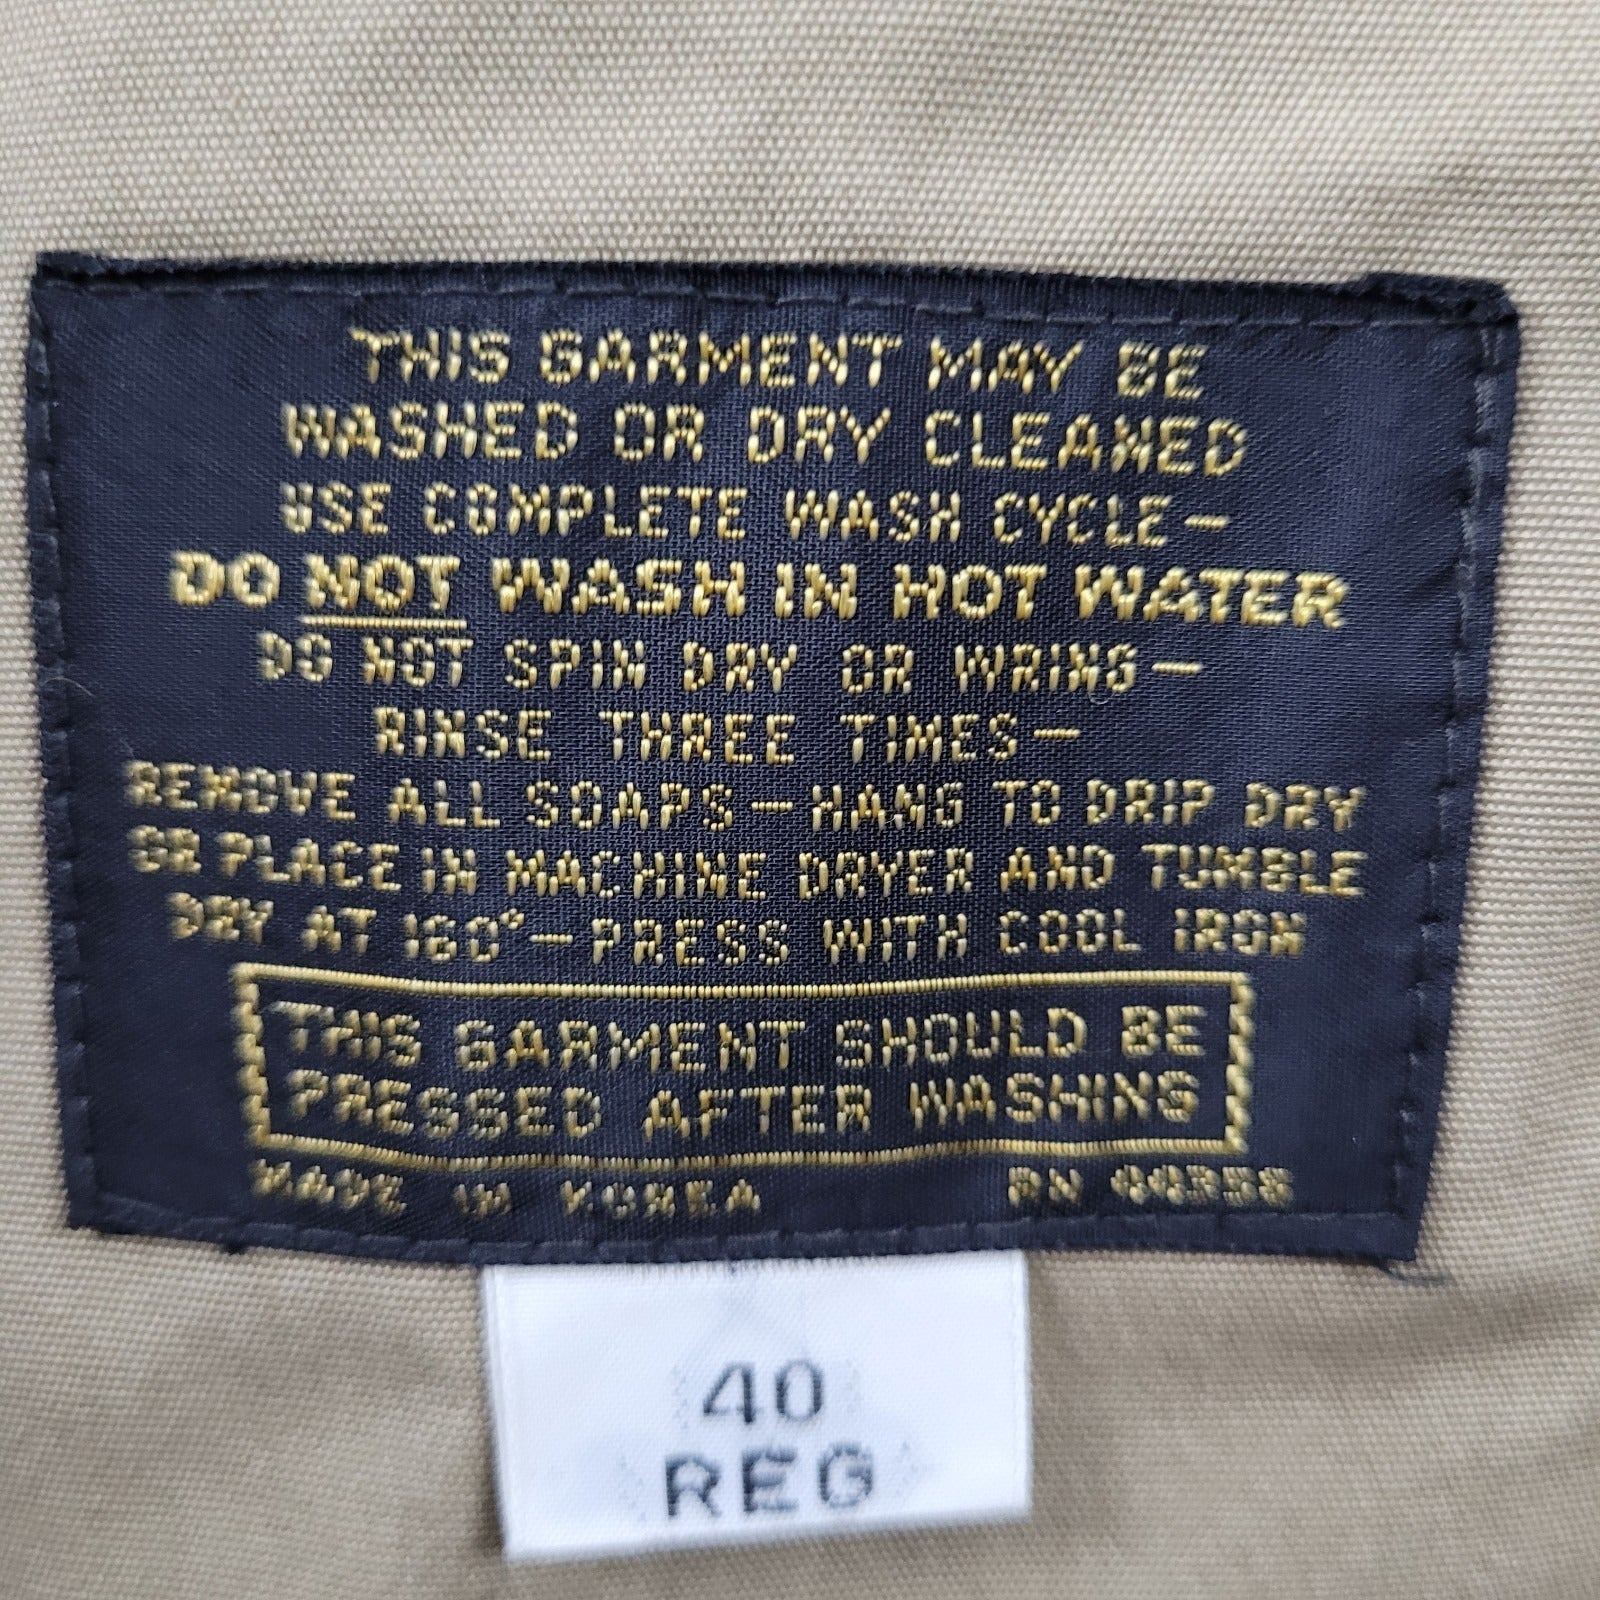 THIS GARMENT MAY BE
WASHED OR DRY CLEANED
USE COMPLETE WASH CYCLE—
DO NOT WASH IN HOT WATER
DO NOT SPIN DRY OR WRING—
RINSE THREE TIMES—
REMOVE ALL SOAPS—HANG TO DRIP DRY
OR PLACE IN MACHINE DRYER AND TUMBLE
DRY AT 160°—PRESS WITH COOL IRON
THIS GARMENT SHOULD BE
PRESSED AFTER WASHING
MADE IN KOREA RN
40
REG